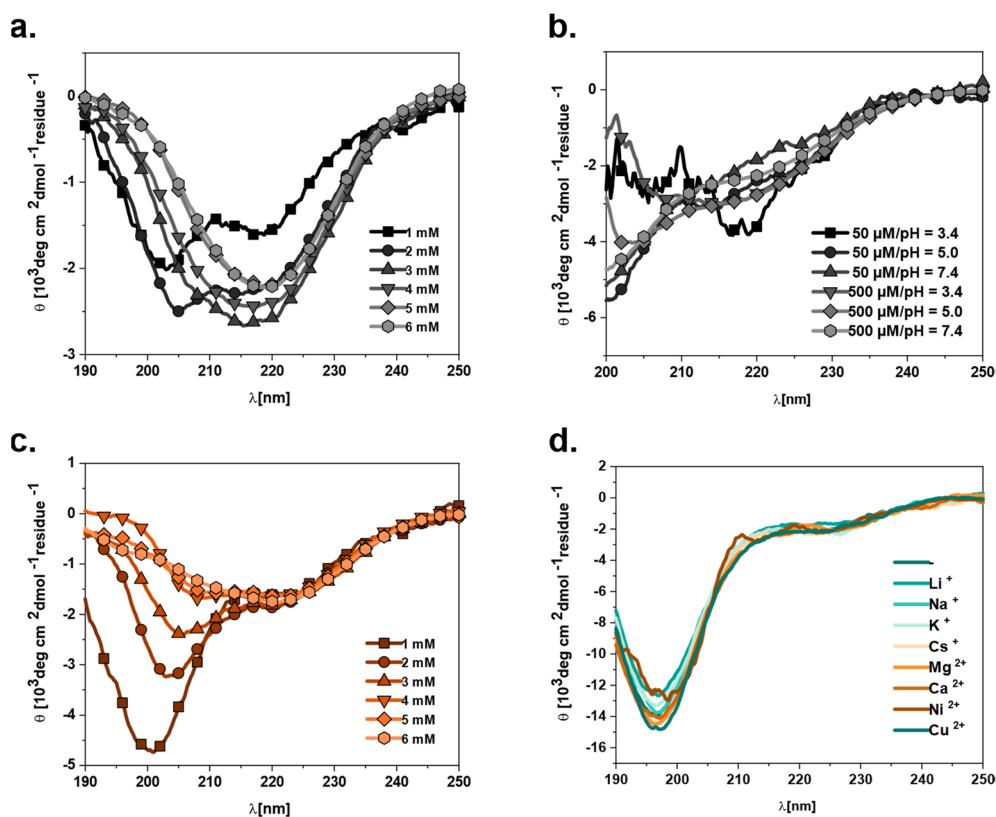 a.
θ [10³deg cm ²dmol ⁻¹residue ⁻¹
0
-1
-2
-3
190 200 210 220 230 240 250
λ[nm]
1 mM
2 mM
3 mM
4 mM
5 mM
6 mM
b.
θ [10³deg cm ²dmol ⁻¹residue ⁻¹
0
-2
-4
-6
200 210 220 230 240 250
λ[nm]
50 µM/pH = 3.4
50 µM/pH = 5.0
50 µM/pH = 7.4
500 µM/pH = 3.4
500 µM/pH = 5.0
500 µM/pH = 7.4
c.
θ [10³deg cm ²dmol ⁻¹residue ⁻¹
1
0
-1
-2
-3
-4
-5
190 200 210 220 230 240 250
λ[nm]
1 mM
2 mM
3 mM
4 mM
5 mM
6 mM
d.
θ [10³deg cm ²dmol ⁻¹residue ⁻¹
2
0
-2
-4
-6
-8
-10
-12
-14
-16
190 200 210 220 230 240 250
λ[nm]
-
Li ⁺
Na ⁺
K ⁺
Cs ⁺
Mg ²⁺
Ca ²⁺
Ni ²⁺
Cu ²⁺